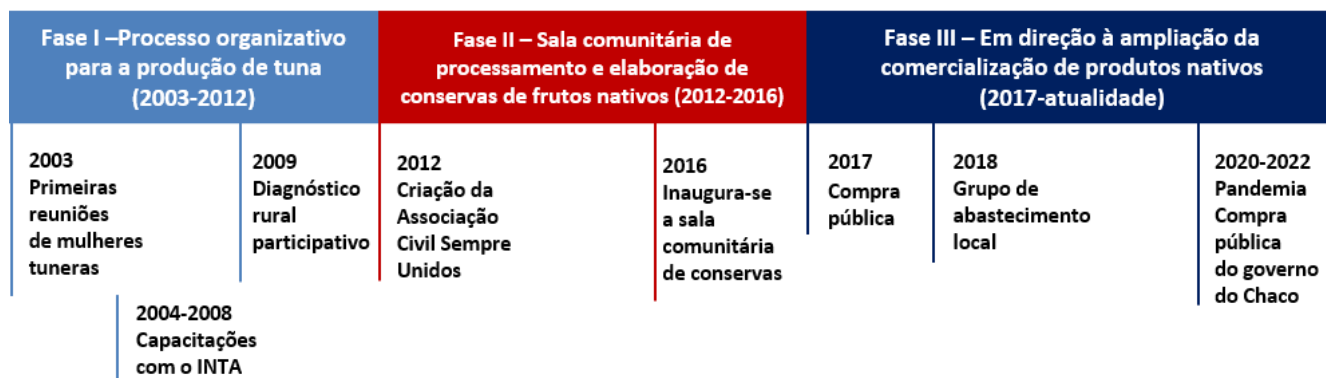 Fase I –Processo organizativo
para a produção de tuna
(2003-2012)
Fase II – Sala comunitária de
processamento e elaboração de
conservas de frutos nativos (2012-2016)
Fase III – Em direção à ampliação da
comercialização de produtos nativos
(2017-atualidade)
2003
Primeiras
reuniões
de mulheres
tuneras
2004-2008
Capacitações
com o INTA
2009
Diagnóstico
rural
participativo
2012
Criação da
Associação
Civil Sempre
Unidos
2016
Inaugura-se
a sala
comunitária
de conservas
2017
Compra
pública
2018
Grupo de
abastecimento
local
2020-2022
Pandemia
Compra
pública
do governo
do Chaco